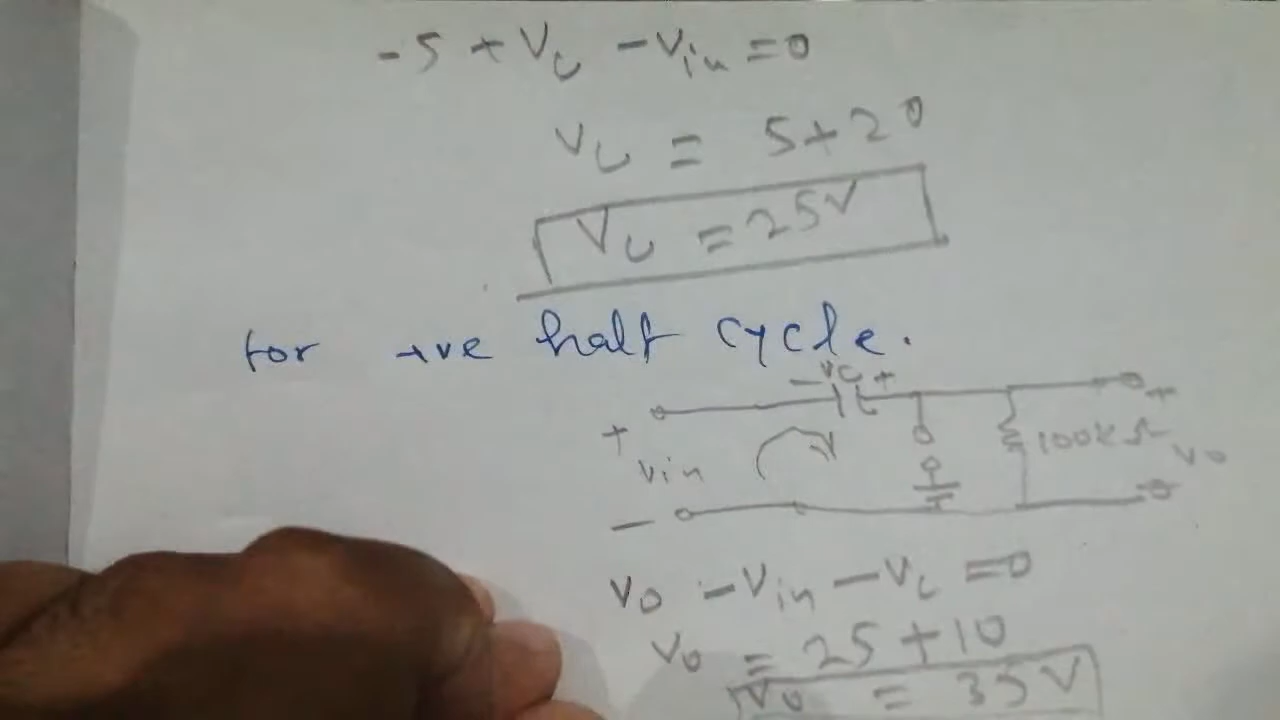 -5 + Vc - Vin = 0
Vc = 5+20
Vc = 25V
for +ve half cycle.
- Vc +
+ +
100kΩ
Vin Vo
-
Vo - Vin - Vc = 0
Vo = 25 + 10
Vo = 35V